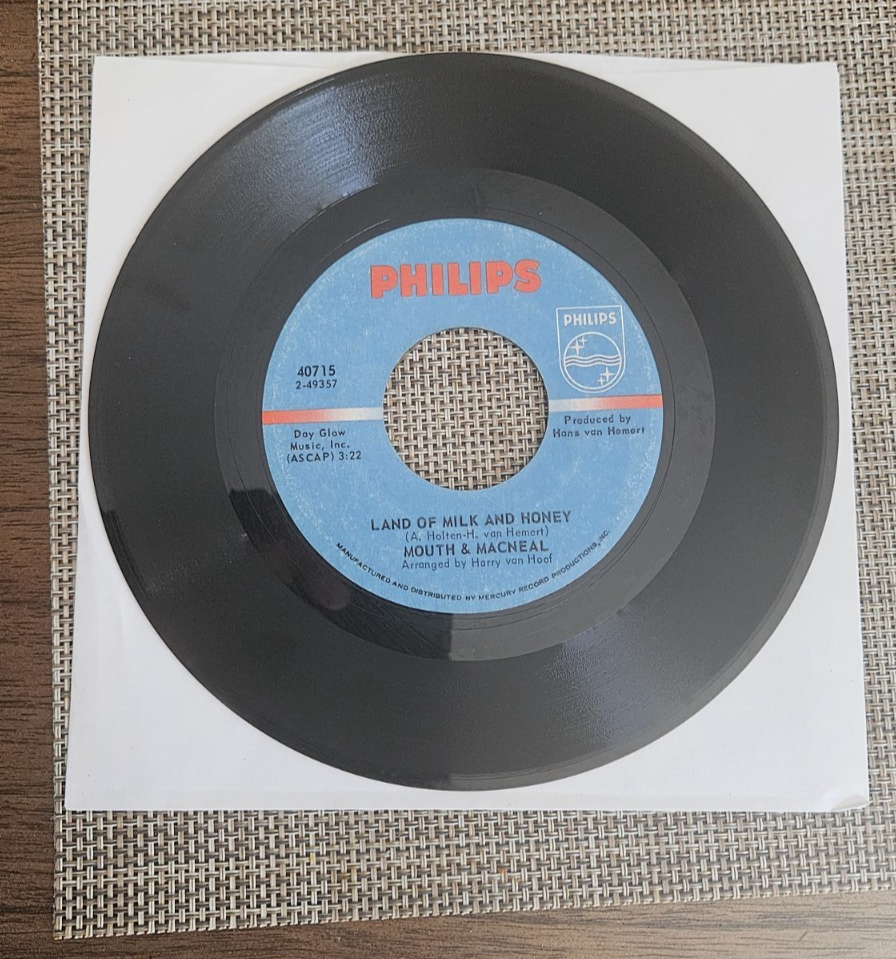 PHILIPS
PHILIPS
40715
2-49357
Day Glow
Music, Inc.
(ASCAP) 3:22
Produced by
Hans van Hemert
LAND OF MILK AND HONEY
(A. Holten-H. van Hemert)
MOUTH & MACNEAL
Arranged by Harry van Hoof
MANUFACTURED AND DISTRIBUTED BY MERCURY RECORD PRODUCTIONS, INC.